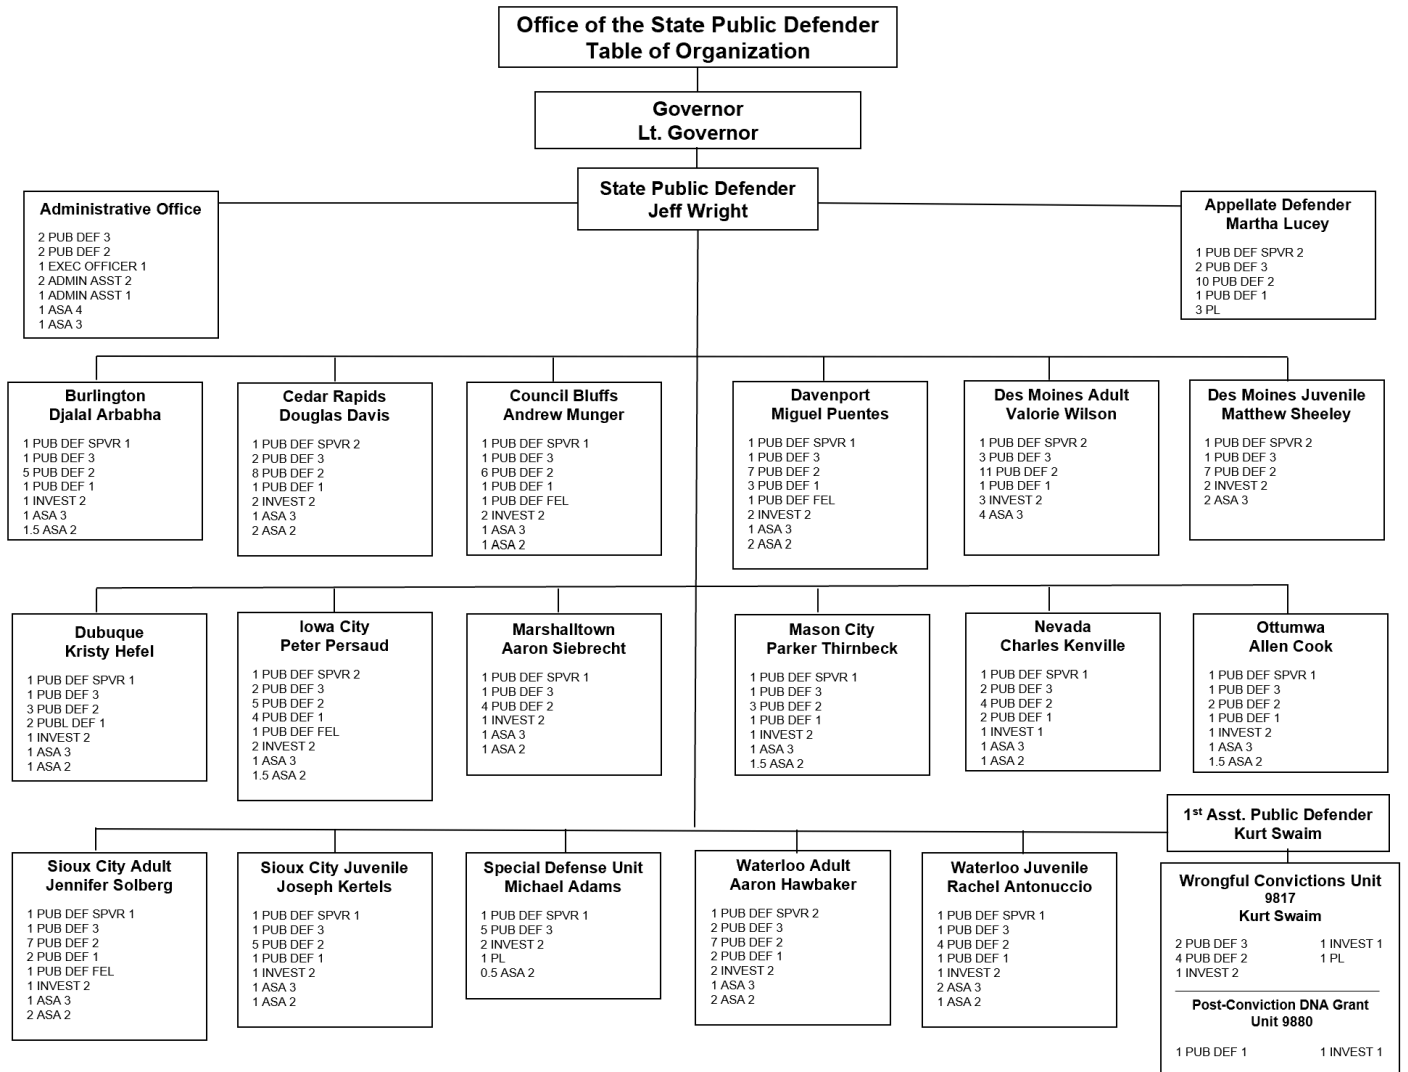 Office of the State Public Defender
Table of Organization
Governor
Lt. Governor
State Public Defender
Jeff Wright
Administrative Office
2 PUB DEF 3
2 PUB DEF 2
1 EXEC OFFICER 1
2 ADMIN ASST 2
1 ADMIN ASST 1
1 ASA 4
1 ASA 3
Appellate Defender
Martha Lucey
1 PUB DEF SPVR 2
2 PUB DEF 3
10 PUB DEF 2
1 PUB DEF 1
3 PL
Burlington
Djalal Arbabha
1 PUB DEF SPVR 1
1 PUB DEF 3
5 PUB DEF 2
1 PUB DEF 1
1 INVEST 2
1 ASA 3
1.5 ASA 2
Cedar Rapids
Douglas Davis
1 PUB DEF SPVR 2
2 PUB DEF 3
8 PUB DEF 2
1 PUB DEF 1
2 INVEST 2
1 ASA 3
2 ASA 2
Council Bluffs
Andrew Munger
1 PUB DEF SPVR 1
1 PUB DEF 3
6 PUB DEF 2
1 PUB DEF 1
1 PUB DEF FEL
2 INVEST 2
1 ASA 3
1 ASA 2
Davenport
Miguel Puentes
1 PUB DEF SPVR 1
1 PUB DEF 3
7 PUB DEF 2
3 PUB DEF 1
1 PUB DEF FEL
2 INVEST 2
1 ASA 3
2 ASA 2
Des Moines Adult
Valorie Wilson
1 PUB DEF SPVR 2
3 PUB DEF 3
11 PUB DEF 2
1 PUB DEF 1
3 INVEST 2
4 ASA 3
Des Moines Juvenile
Matthew Sheeley
1 PUB DEF SPVR 2
1 PUB DEF 3
7 PUB DEF 2
2 INVEST 2
2 ASA 3
Dubuque
Kristy Hefel
1 PUB DEF SPVR 1
1 PUB DEF 3
3 PUB DEF 2
2 PUBL DEF 1
1 INVEST 2
1 ASA 3
1 ASA 2
Iowa City
Peter Persaud
1 PUB DEF SPVR 2
2 PUB DEF 3
5 PUB DEF 2
4 PUB DEF 1
1 PUB DEF FEL
2 INVEST 2
1 ASA 3
1.5 ASA 2
Marshalltown
Aaron Siebrecht
1 PUB DEF SPVR 1
1 PUB DEF 3
4 PUB DEF 2
1 INVEST 2
1 ASA 3
1 ASA 2
Mason City
Parker Thirnbeck
1 PUB DEF SPVR 1
1 PUB DEF 3
3 PUB DEF 2
1 PUB DEF 1
1 INVEST 2
1 ASA 3
1.5 ASA 2
Nevada
Charles Kenville
1 PUB DEF SPVR 1
2 PUB DEF 3
4 PUB DEF 2
2 PUB DEF 1
1 INVEST 1
1 ASA 3
1 ASA 2
Ottumwa
Allen Cook
1 PUB DEF SPVR 1
1 PUB DEF 3
2 PUB DEF 2
1 PUB DEF 1
1 INVEST 2
1 ASA 3
1.5 ASA 2
1st Asst. Public Defender
Kurt Swaim
Sioux City Adult
Jennifer Solberg
1 PUB DEF SPVR 1
1 PUB DEF 3
7 PUB DEF 2
2 PUB DEF 1
1 PUB DEF FEL
1 INVEST 2
1 ASA 3
2 ASA 2
Sioux City Juvenile
Joseph Kertels
1 PUB DEF SPVR 1
1 PUB DEF 3
5 PUB DEF 2
1 PUB DEF 1
1 INVEST 2
1 ASA 3
1 ASA 2
Special Defense Unit
Michael Adams
1 PUB DEF SPVR 1
5 PUB DEF 3
2 INVEST 2
1 PL
0.5 ASA 2
Waterloo Adult
Aaron Hawbaker
1 PUB DEF SPVR 2
2 PUB DEF 3
7 PUB DEF 2
2 PUB DEF 1
2 INVEST 2
1 ASA 3
2 ASA 2
Waterloo Juvenile
Rachel Antonuccio
1 PUB DEF SPVR 1
1 PUB DEF 3
4 PUB DEF 2
1 PUB DEF 1
1 INVEST 2
2 ASA 3
1 ASA 2
Wrongful Convictions Unit
9817
Kurt Swaim
2 PUB DEF 3 1 INVEST 1
4 PUB DEF 2 1 PL
1 INVEST 2
Post-Conviction DNA Grant
Unit 9880
1 PUB DEF 1 1 INVEST 1